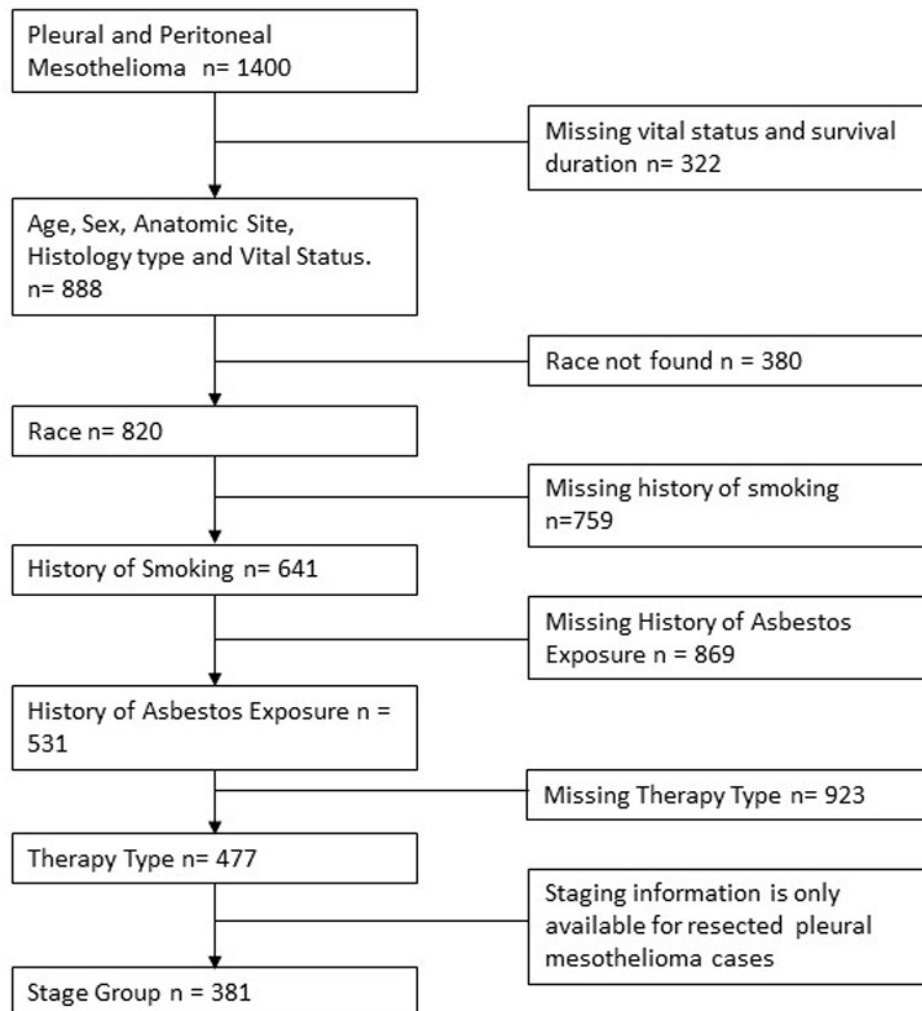 Pleural and Peritoneal
Mesothelioma n= 1400
Missing vital status and survival
duration n= 322
Age, Sex, Anatomic Site,
Histology type and Vital Status.
n= 888
Race not found n = 380
Race n= 820
Missing history of smoking
n=759
History of Smoking n= 641
Missing History of Asbestos
Exposure n = 869
History of Asbestos Exposure n =
531
Missing Therapy Type n= 923
Therapy Type n= 477
Staging information is only
available for resected pleural
mesothelioma cases
Stage Group n = 381